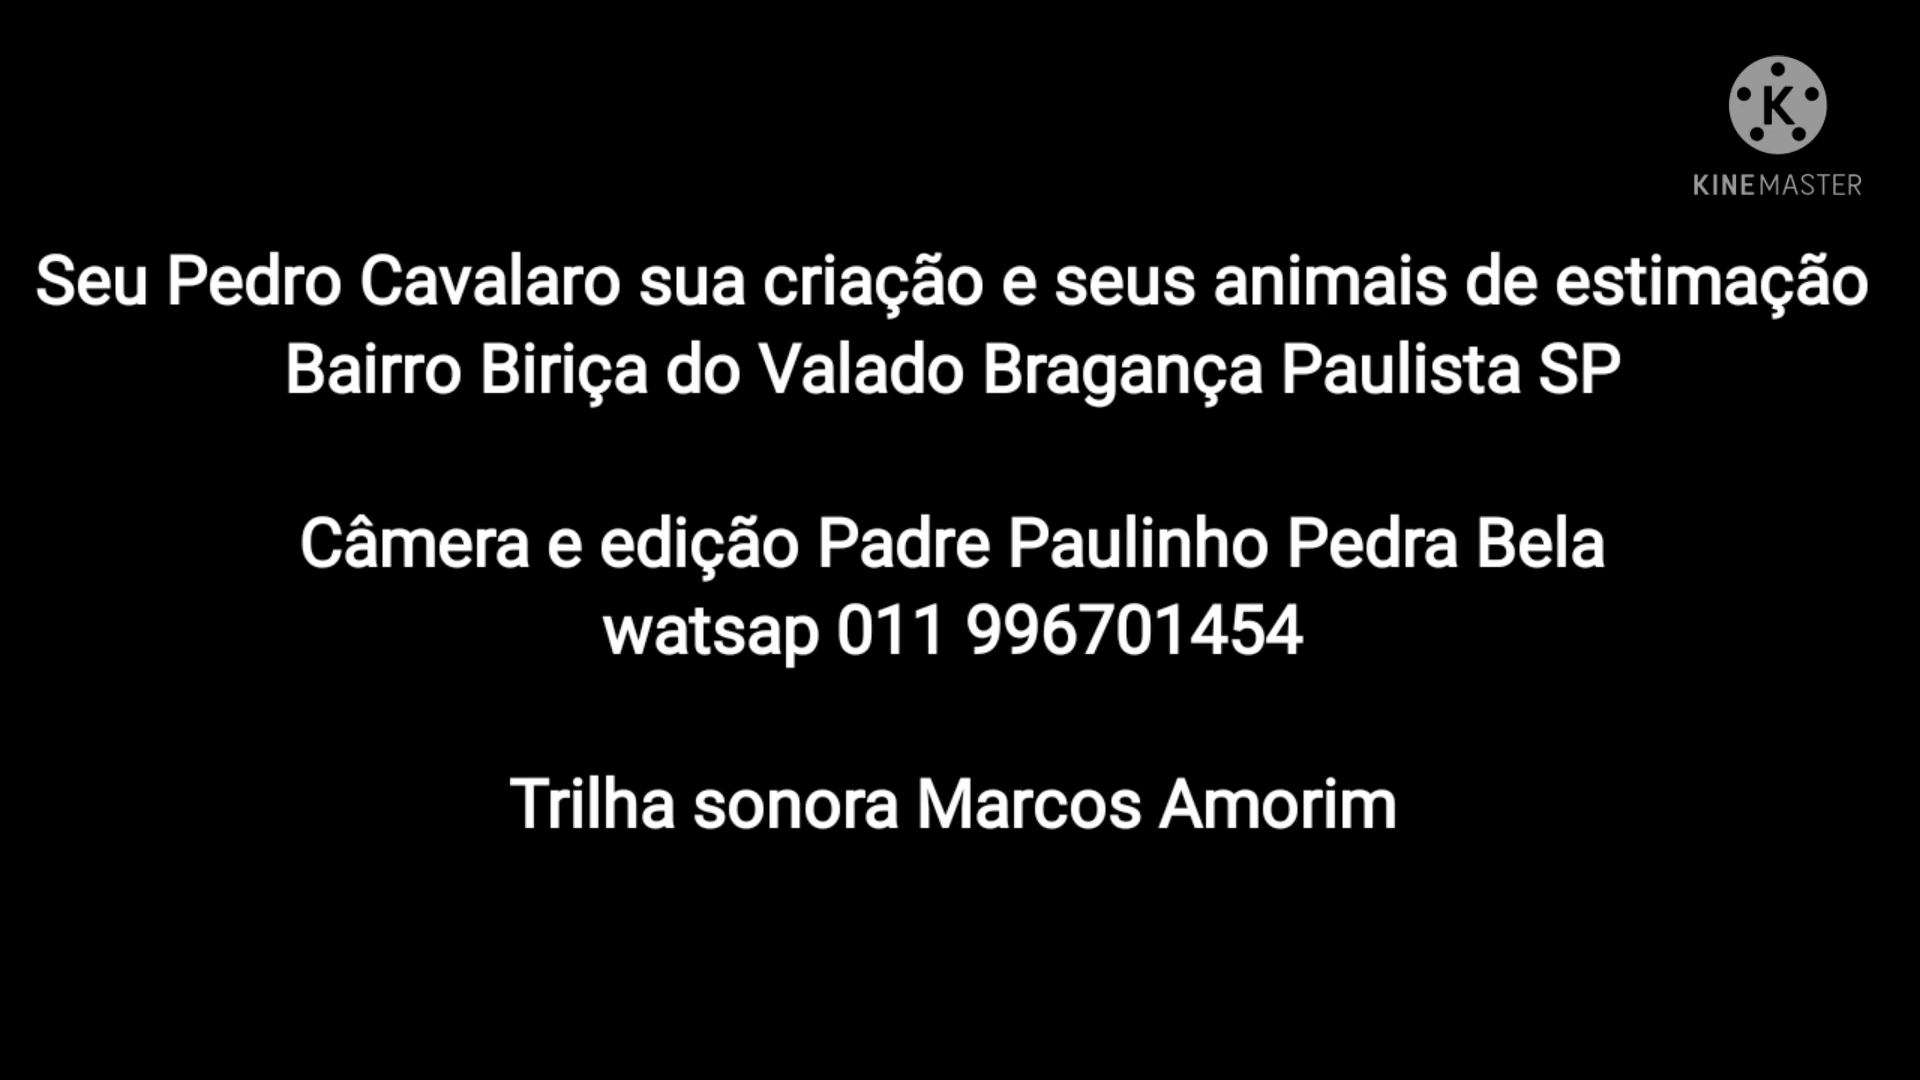 K
KINEMASTER
Seu Pedro Cavalaro sua criação e seus animais de estimação
Bairro Biriça do Valado Bragança Paulista SP
Câmera e edição Padre Paulinho Pedra Bela
watsap 011 996701454
Trilha sonora Marcos Amorim